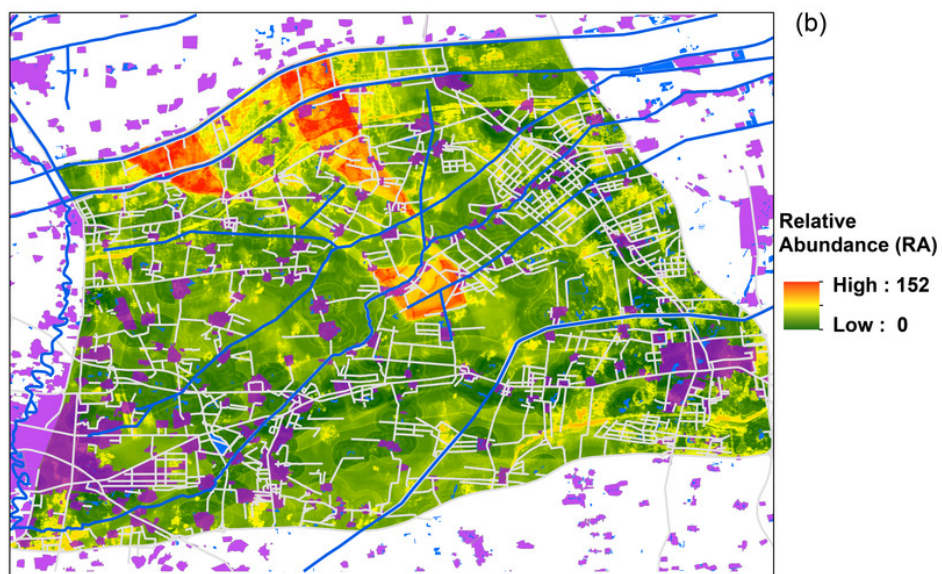 (b)
Relative
Abundance (RA)
High : 152
Low : 0